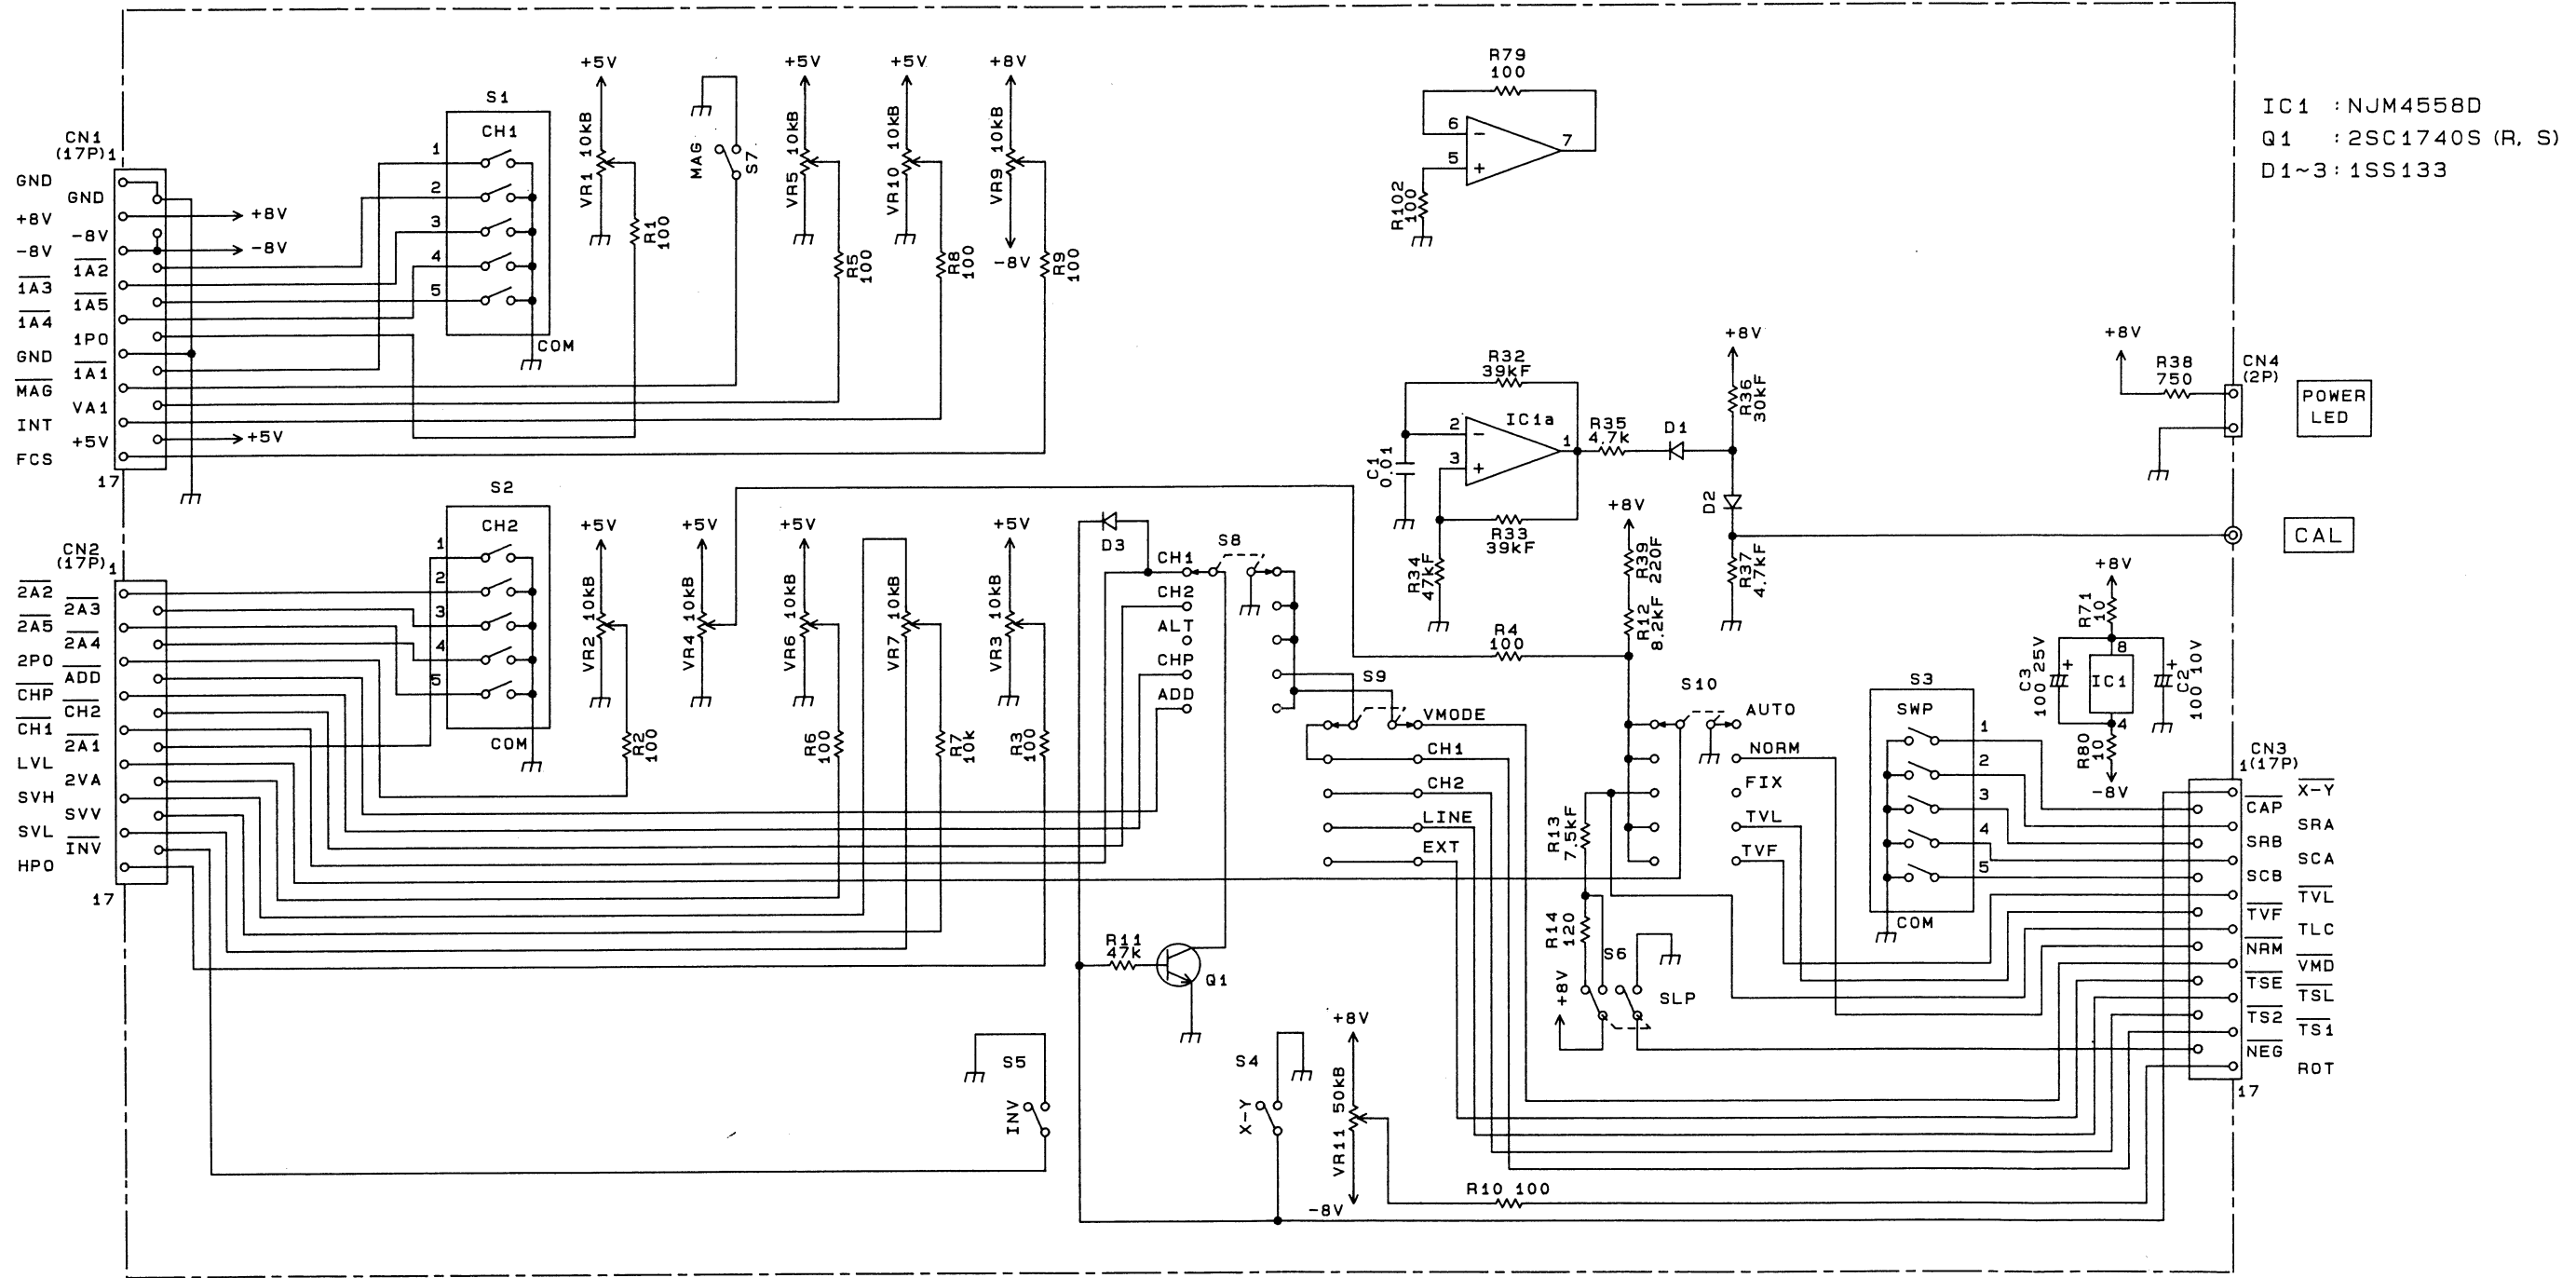 IC1 : NJM4558D
Q1 : 2SC1740S (R, S)
D1~3 : 1SS133
CN1
(17P) 1
GND
GND
+8V
-8V
-8V
1A2
1A3
1A5
1A4
1PO
GND
1A1
MAG
VA1
INT
+5V
FCS
17
+8V
-8V
+5V
S1
CH1
1
2
3
4
5
COM
+5V
VR1 10kB
R1
100
MAG
S7
+5V
VR5 10kB
R5
100
+5V
VR10 10kB
R8
100
+8V
VR9 10kB
-8V
R9
100
R79
100
6
5
7
R102
100
R32
39kF
IC1a
2
3
1
C1
0.01
R33
39kF
R34
47kF
R35
4.7k
D1
+8V
R36
30kF
D2
R37
4.7kF
+8V
R38
750
CN4
(2P)
POWER
LED
CAL
CN2
(17P) 1
2A2
2A3
2A5
2A4
2PO
ADD
CHP
CH2
CH1
2A1
LVL
2VA
SVH
SVV
SVL
INV
HPO
17
S2
CH2
1
2
3
4
5
COM
+5V
VR2 10kB
R2
100
+5V
VR4 10kB
+5V
VR6 10kB
R6
100
VR7 10kB
R7
10k
+5V
VR3 10kB
R3
100
D3
S8
CH1
CH2
ALT
CHP
ADD
R4
100
+8V
R39
220F
R12
8.2kF
S9
VMODE
CH1
CH2
LINE
EXT
S10
AUTO
NORM
FIX
TVL
TVF
R13
7.5kF
R14
120
S6
SLP
+8V
R11
47k
Q1
S5
INV
S4
X-Y
+8V
VR11 50kB
-8V
R10 100
S3
SWP
1
2
3
4
5
COM
+8V
R71
10
8
IC1
4
C3
100 25V
+
C2
100 10V
+
R80
10
-8V
CN3
1(17P)
X-Y
CAP
SRA
SRB
SCA
SCB
TVL
TVF
TLC
NRM
VMD
TSE
TSL
TS2
TS1
NEG
ROT
17